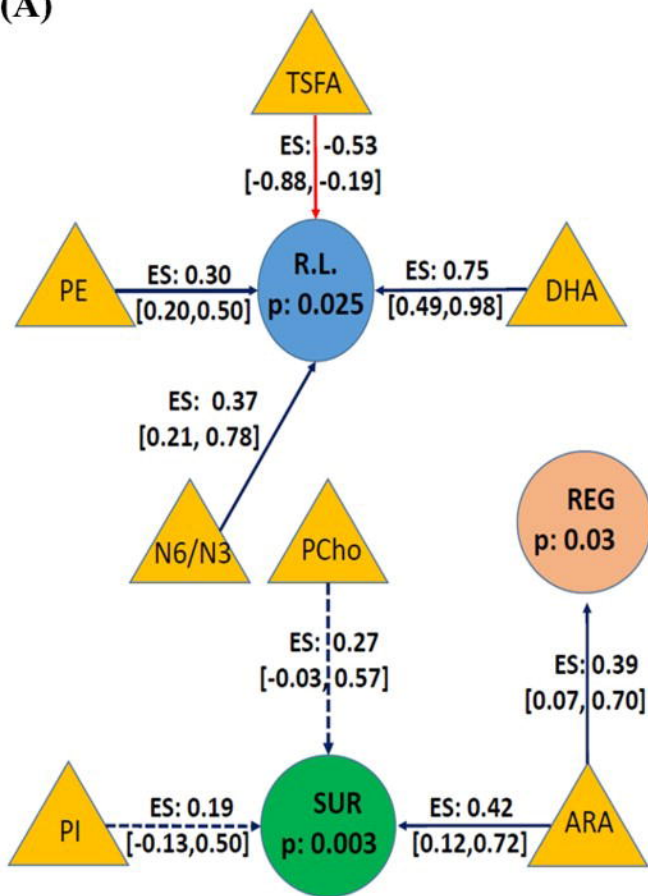 (A)
TSFA
ES: -0.53
[-0.88, -0.19]
PE
ES: 0.30
[0.20,0.50]
R.L.
p: 0.025
ES: 0.75
[0.49,0.98]
DHA
ES: 0.37
[0.21, 0.78]
N6/N3
PCho
REG
p: 0.03
ES: 0.27
[-0.03, 0.57]
ES: 0.39
[0.07, 0.70]
PI
ES: 0.19
[-0.13,0.50]
SUR
p: 0.003
ES: 0.42
[0.12,0.72]
ARA